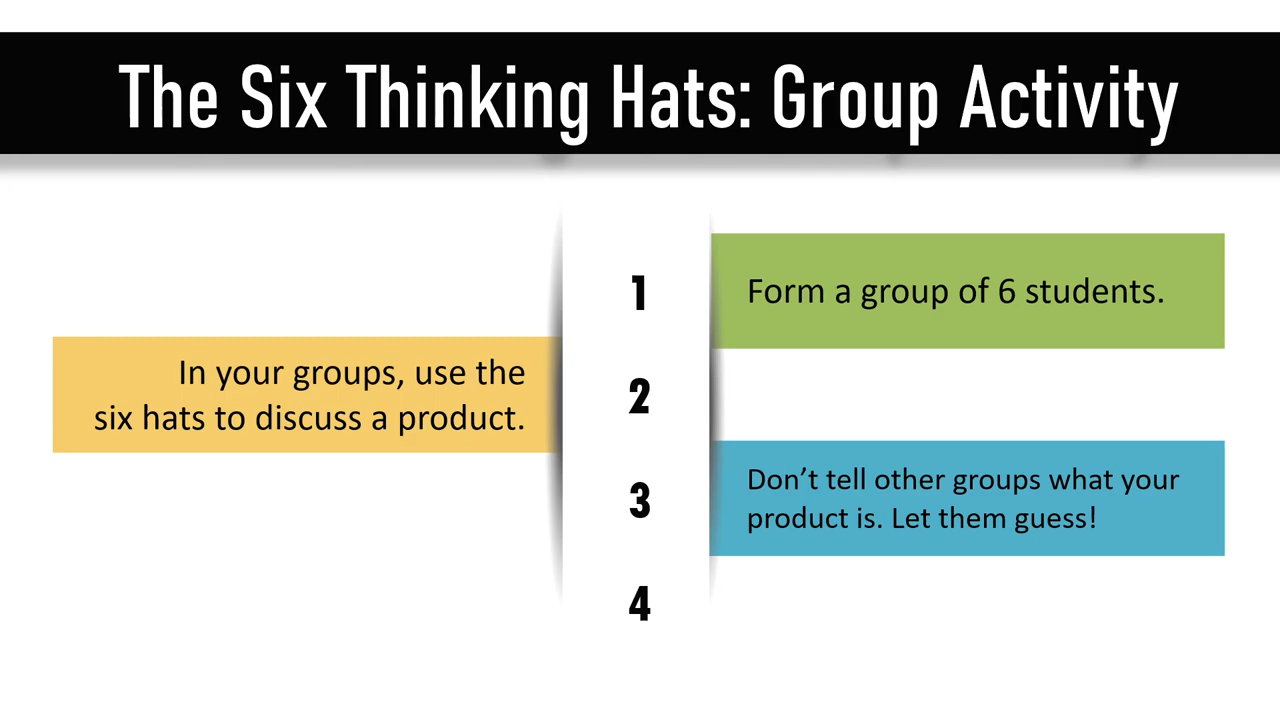 The Six Thinking Hats: Group Activity
1
Form a group of 6 students.
2
In your groups, use the
six hats to discuss a product.
3
Don’t tell other groups what your
product is. Let them guess!
4